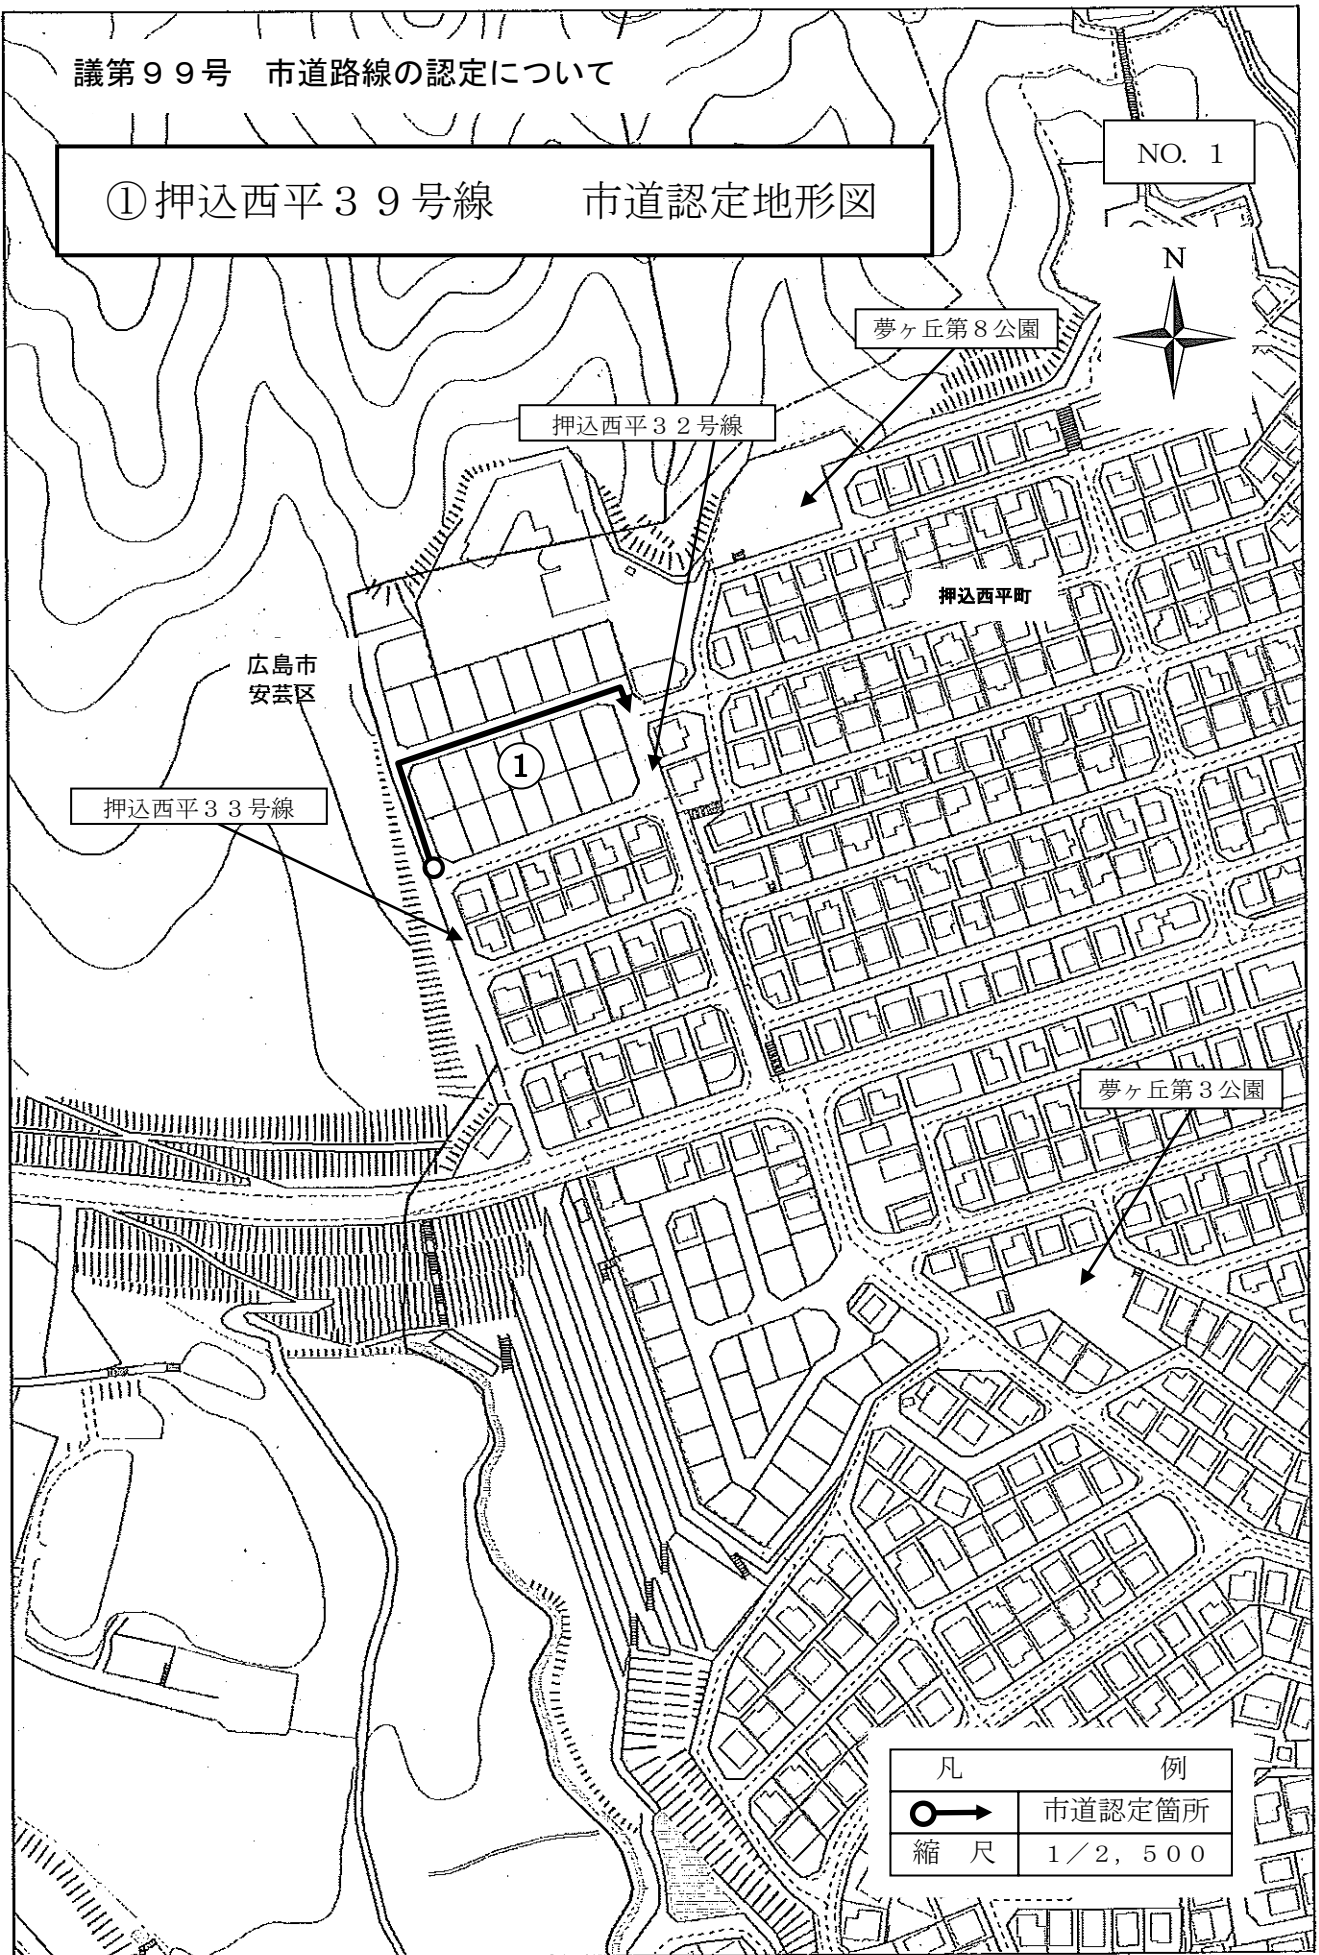 議第９９号　市道路線の認定について
NO. 1
①押込西平３９号線　　市道認定地形図
N
夢ヶ丘第８公園
押込西平３２号線
押込西平町
広島市
安芸区
①
押込西平３３号線
夢ヶ丘第３公園
凡　例
市道認定箇所
縮　尺　１／２，５００